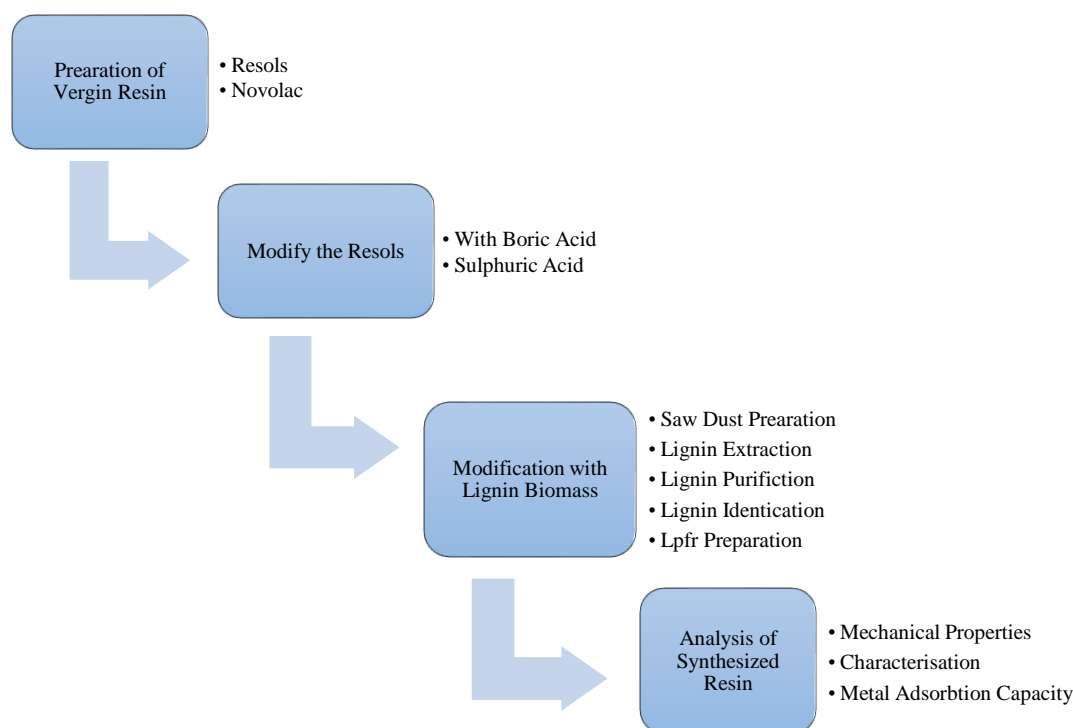 Prearation of
Vergin Resin
• Resols
• Novolac
Modify the Resols
• With Boric Acid
• Sulphuric Acid
Modification with
Lignin Biomass
• Saw Dust Prearation
• Lignin Extraction
• Lignin Purifiction
• Lignin Identication
• Lpfr Preparation
Analysis of
Synthesized
Resin
• Mechanical Properties
• Characterisation
• Metal Adsorbtion Capacity